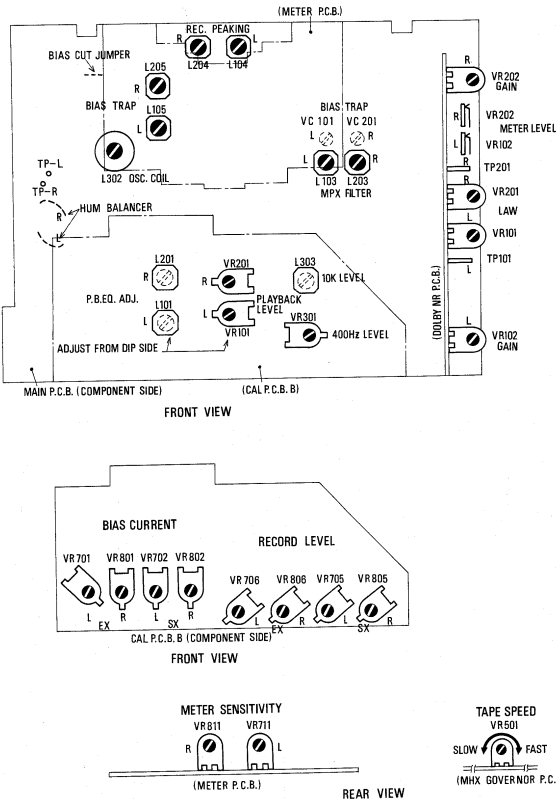 (METER P.C.B.)
REC. PEAKING
R L
L204 L104
BIAS CUT JUMPER
L205
R
BIAS TRAP
L105
L
L302 OSC. COIL
BIAS TRAP
VC 101 VC 201
L R
L R
L103 L203
MPX FILTER
TP-L
TP-R
R
HUM BALANCER
L
R
VR202
GAIN
R VR202
METER LEVEL
L VR102
R
TP201
R
VR201
LAW
L
VR101
TP101
L
(DOLBY NR P.C.B.)
L
VR102
GAIN
L201
R
VR201
R
L303
10K LEVEL
P.B.EQ. ADJ.
L101
L
L
VR101
PLAYBACK
LEVEL
VR301
400Hz LEVEL
ADJUST FROM DIP SIDE
MAIN P.C.B. (COMPONENT SIDE)
(CAL P.C.B. B)
FRONT VIEW
BIAS CURRENT
RECORD LEVEL
VR701 VR801 VR702 VR802
L R L R
EX SX
VR706 VR806 VR705 VR805
L R L R
EX SX
CAL P.C.B. B (COMPONENT SIDE)
FRONT VIEW
METER SENSITIVITY
VR811 VR711
R L
(METER P.C.B.)
REAR VIEW
TAPE SPEED
VR501
SLOW FAST
(MHX GOVERNOR P.C.